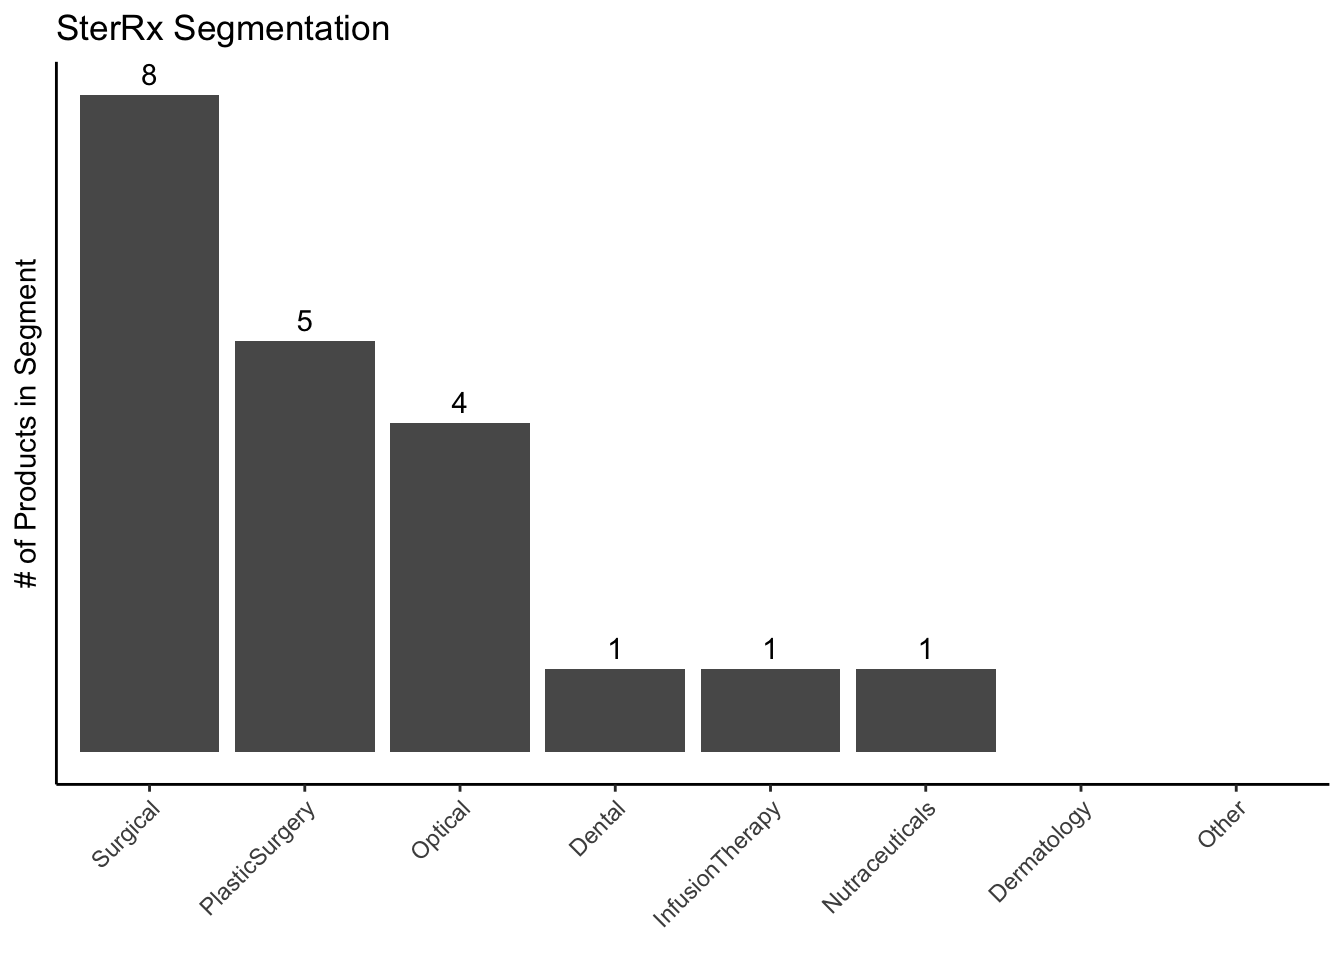 SterRx Segmentation
# of Products in Segment
8
5
4
1
1
1
Surgical
PlasticSurgery
Optical
Dental
InfusionTherapy
Nutraceuticals
Dermatology
Other